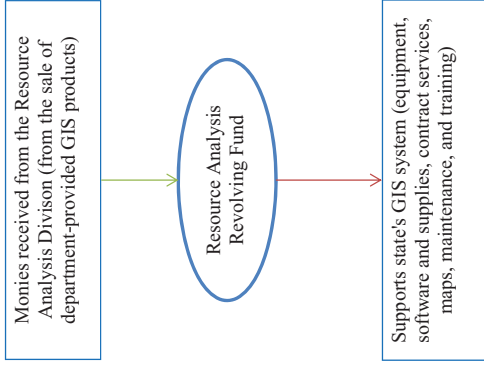 Monies received from the Resource
Analysis Divison (from the sale of
department-provided GIS products)
Resource Analysis
Revolving Fund
Supports state's GIS system (equipment,
software and supplies, contract services,
maps, maintenance, and training)